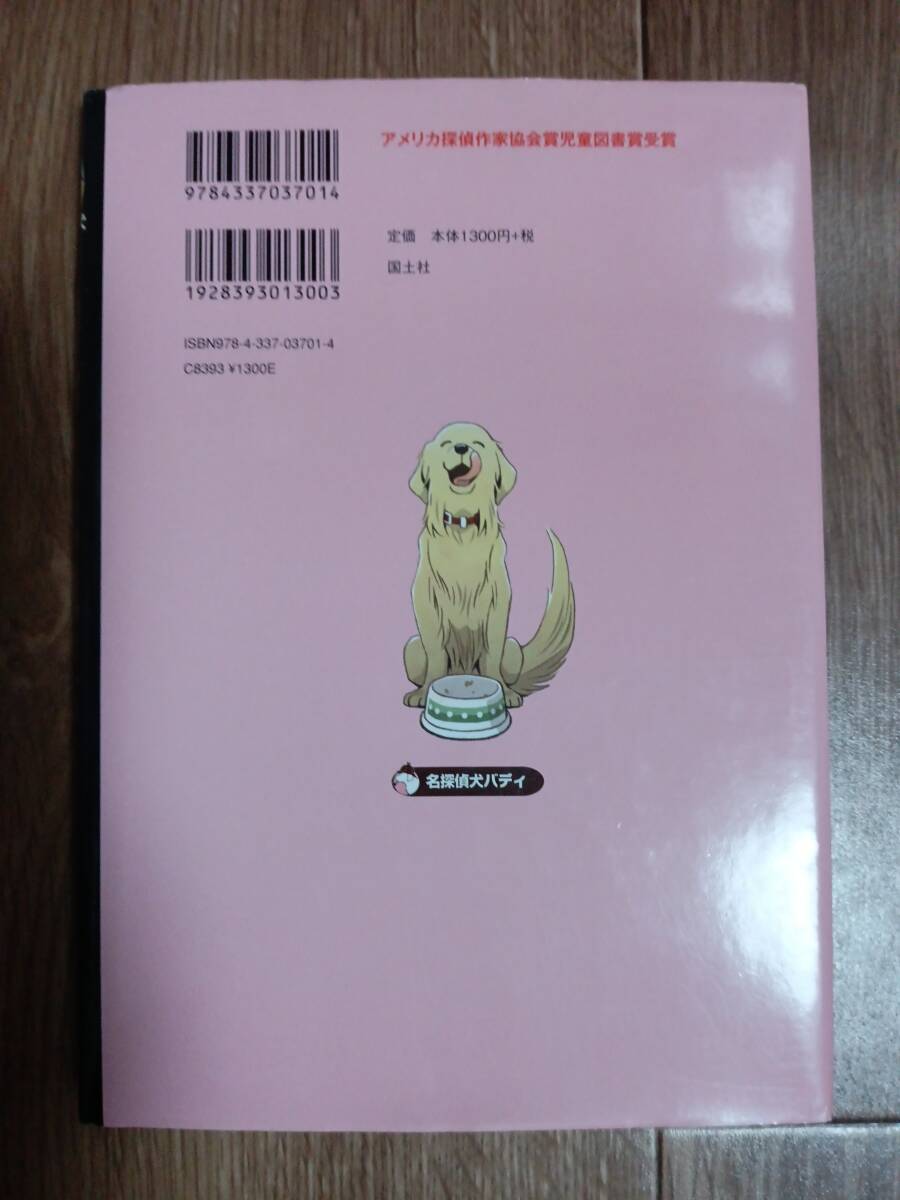 アメリカ探偵作家協会賞児童図書賞受賞
9784337037014
定価 本体1300円+税
国土社
1928393013003
ISBN978-4-337-03701-4
C8393 ¥1300E
名探偵犬バディ